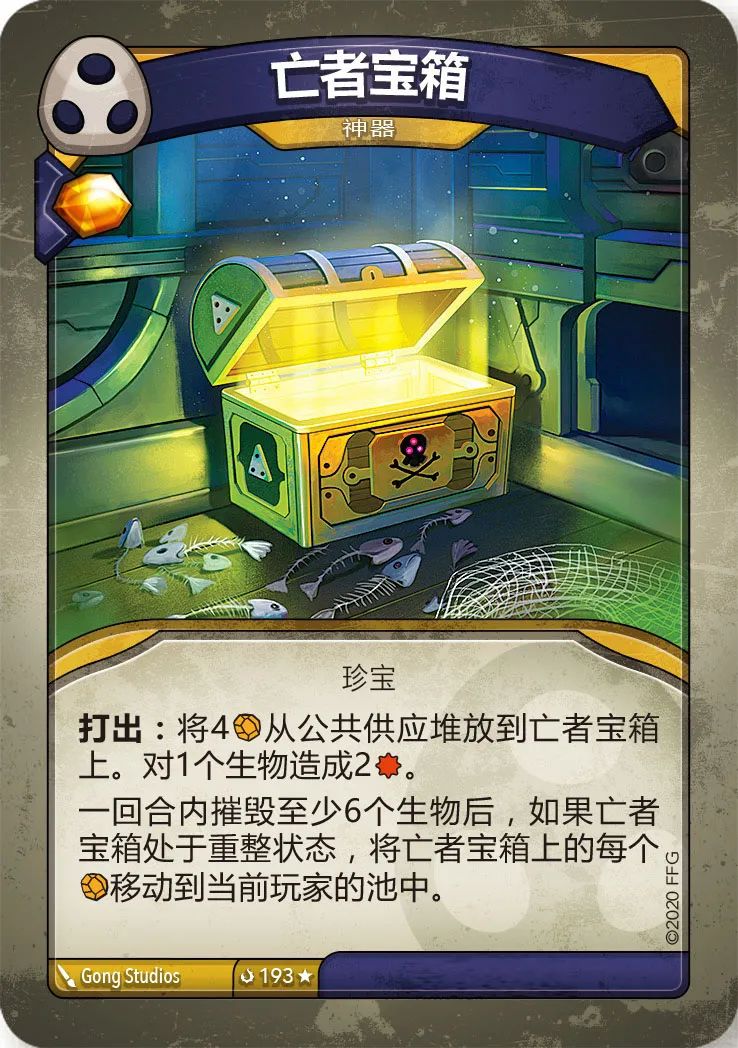 亡者宝箱
神器
珍宝
打出：将4从公共供应堆放到亡者宝箱
上。对1个生物造成2。
一回合内摧毁至少6个生物后，如果亡者
宝箱处于重整状态，将亡者宝箱上的每个
移动到当前玩家的池中。
©2020 FFG
Gong Studios
193★